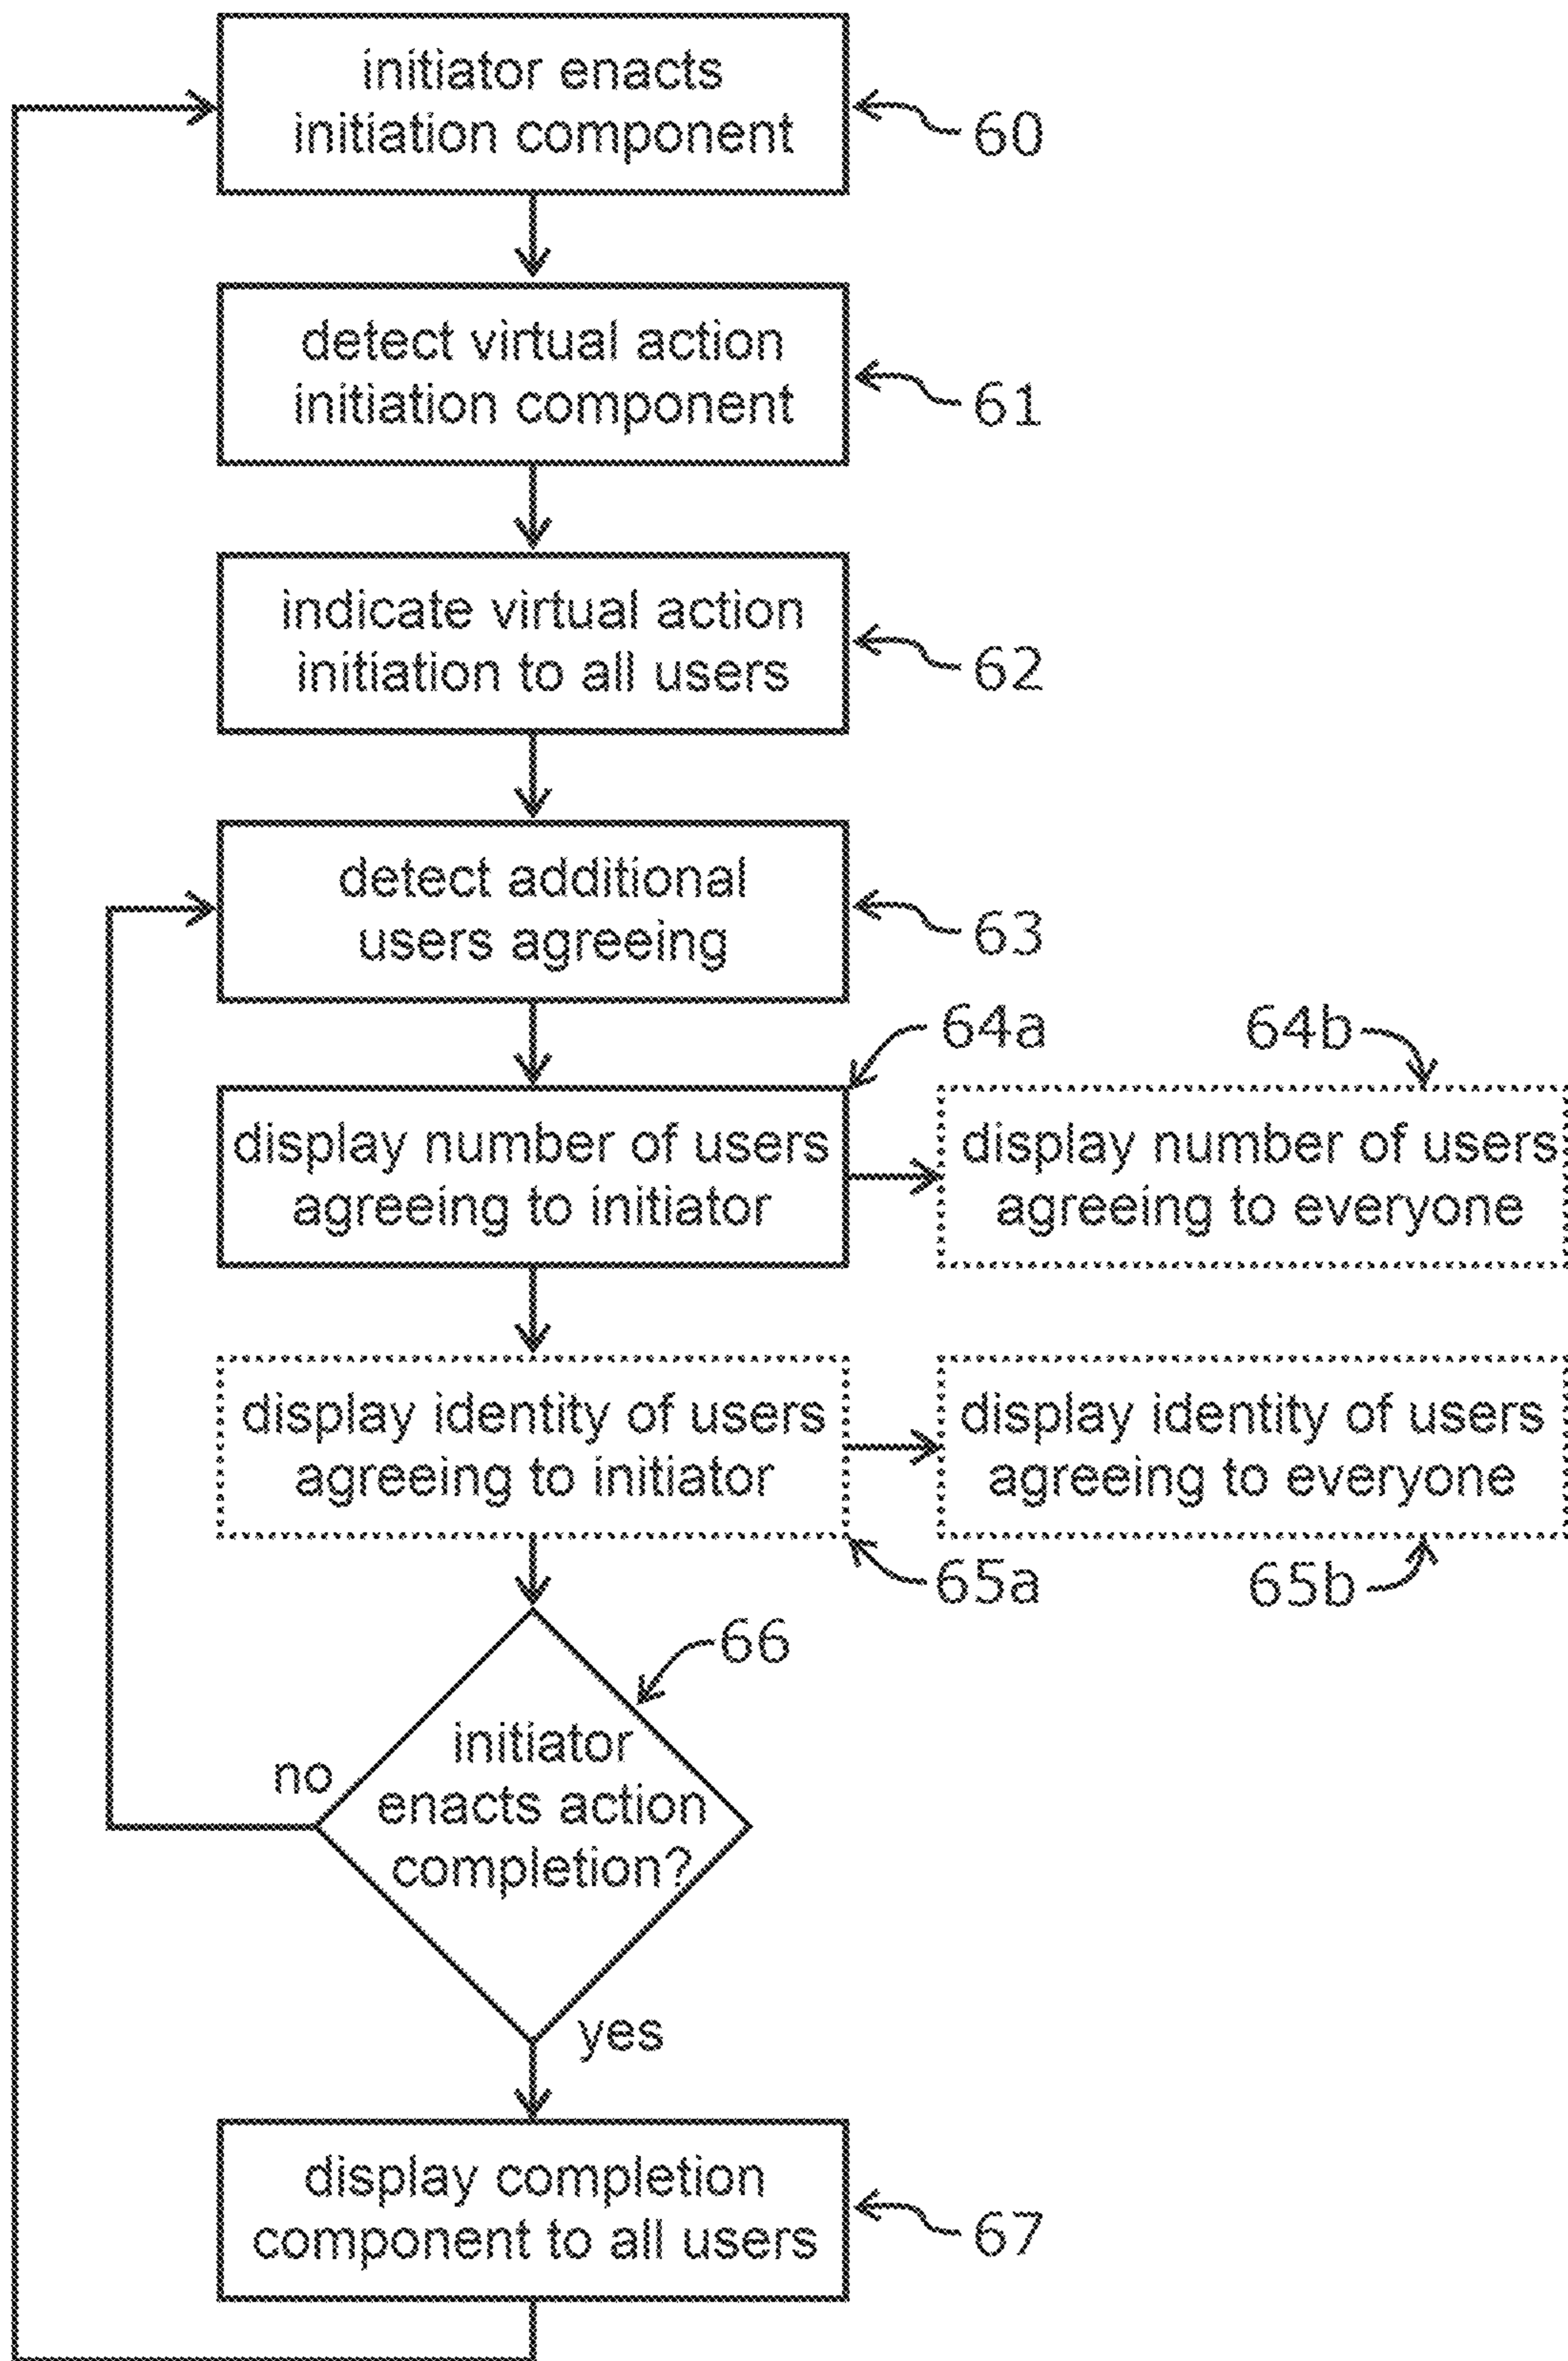 initiator enacts
initiation component
60
detect virtual action
initiation component
61
indicate virtual action
initiation to all users
62
detect additional
users agreeing
63
64a
64b
display number of users
agreeing to initiator
display number of users
agreeing to everyone
display identity of users
agreeing to initiator
display identity of users
agreeing to everyone
65a
65b
66
initiator
enacts action
completion?
no
yes
display completion
component to all users
67